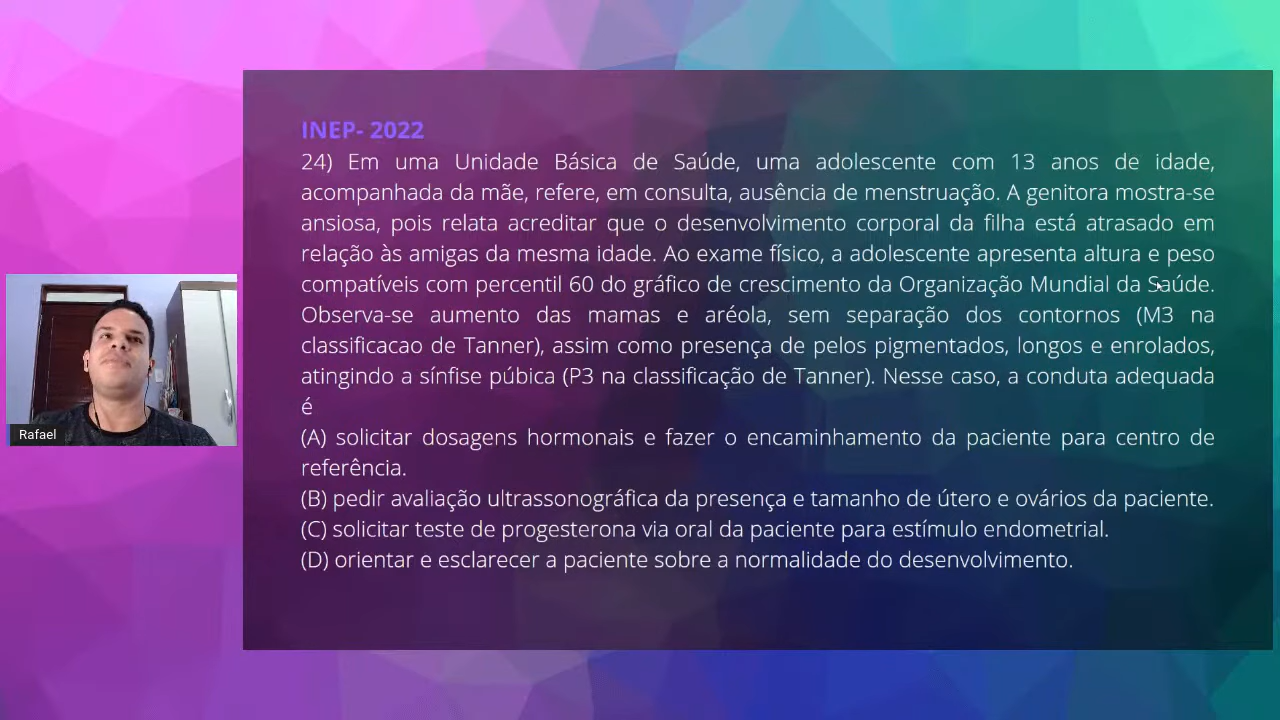 INEP- 2022
24) Em uma Unidade Básica de Saúde, uma adolescente com 13 anos de idade,
acompanhada da mãe, refere, em consulta, ausência de menstruação. A genitora mostra-se
ansiosa, pois relata acreditar que o desenvolvimento corporal da filha está atrasado em
relação às amigas da mesma idade. Ao exame físico, a adolescente apresenta altura e peso
compatíveis com percentil 60 do gráfico de crescimento da Organização Mundial da Saúde.
Observa-se aumento das mamas e aréola, sem separação dos contornos (M3 na
classificacao de Tanner), assim como presença de pelos pigmentados, longos e enrolados,
atingindo a sínfise púbica (P3 na classificação de Tanner). Nesse caso, a conduta adequada
é
(A) solicitar dosagens hormonais e fazer o encaminhamento da paciente para centro de
referência.
(B) pedir avaliação ultrassonográfica da presença e tamanho de útero e ovários da paciente.
(C) solicitar teste de progesterona via oral da paciente para estímulo endometrial.
(D) orientar e esclarecer a paciente sobre a normalidade do desenvolvimento.
Rafael